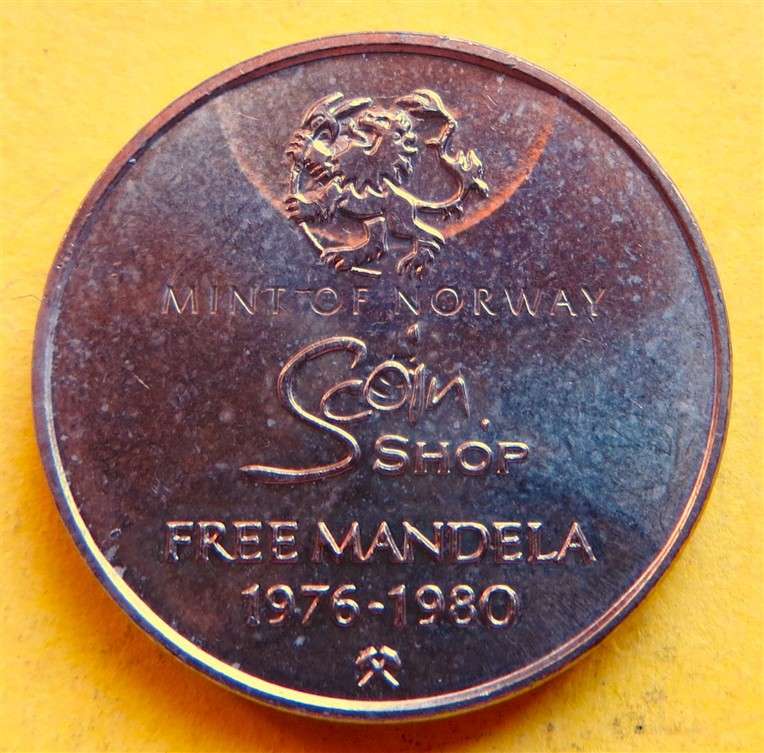 MINT OF NORWAY
Scoin
SHOP
FREE MANDELA
1976-1980